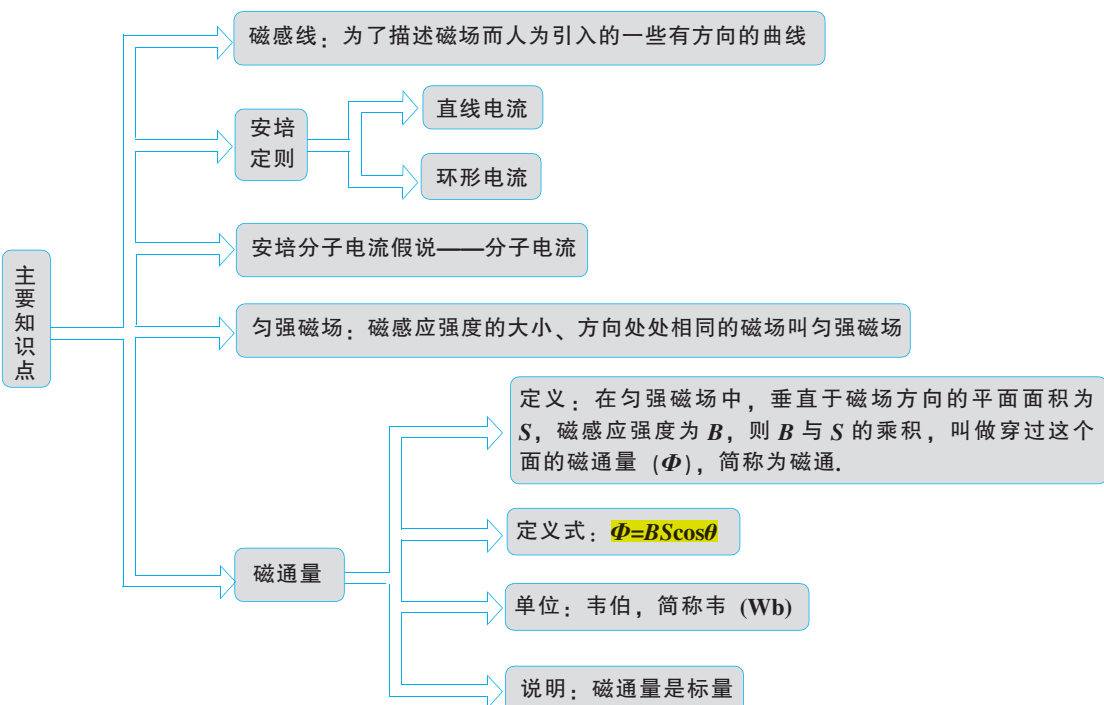 磁感线：为了描述磁场而人为引入的一些有方向的曲线
安培
定则
直线电流
环形电流
安培分子电流假说——分子电流
主要知识点
匀强磁场：磁感应强度的大小、方向处处相同的磁场叫匀强磁场
磁通量
定义：在匀强磁场中，垂直于磁场方向的平面面积为
S，磁感应强度为 B，则 B 与 S 的乘积，叫做穿过这个
面的磁通量（Φ），简称为磁通.
定义式：Φ=BScosθ
单位：韦伯，简称韦 (Wb)
说明：磁通量是标量